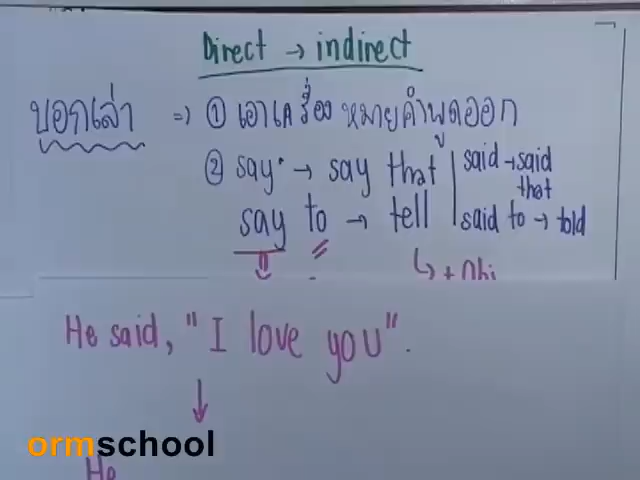 Direct → indirect
บอกเล่า ⇒ ① เอาเครื่องหมายคำพูดออก
② say → say that | said → said that
say to → tell | said to → told
↳ +
He said, "I love you".
↓
ormschool
He